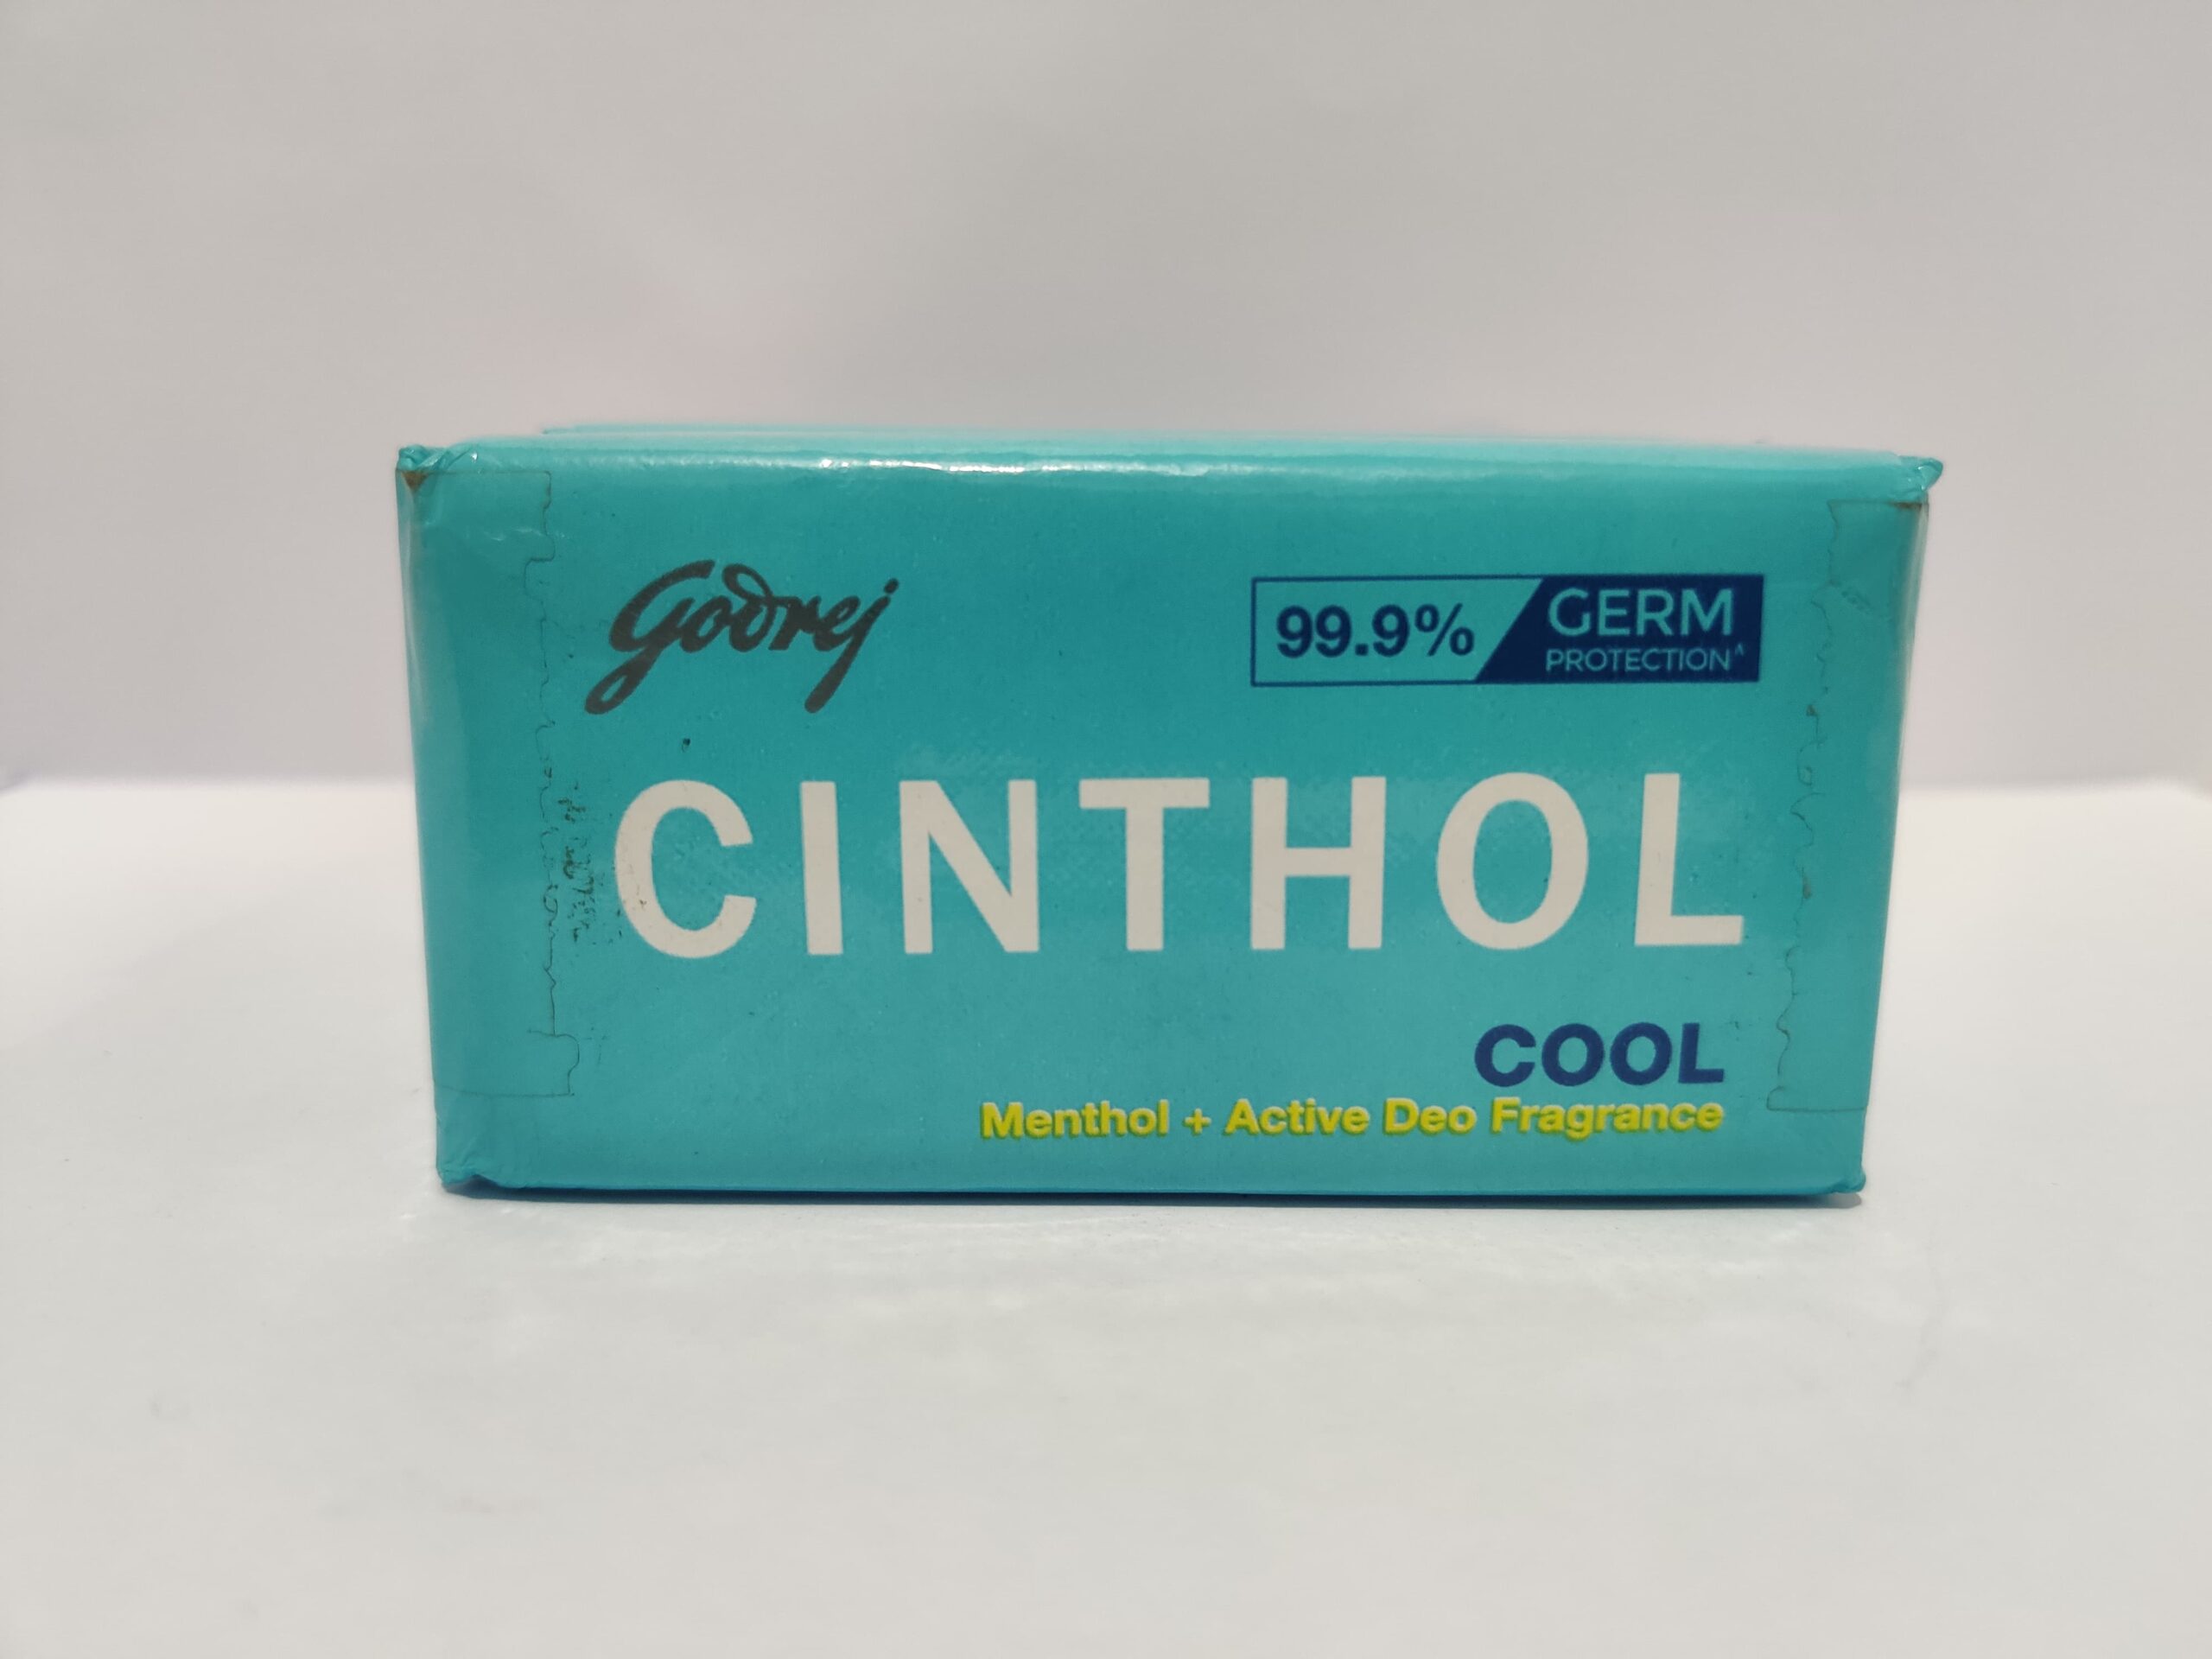 Godrej
99.9% GERM
PROTECTION^
CINTHOL
COOL
Menthol + Active Deo Fragrance